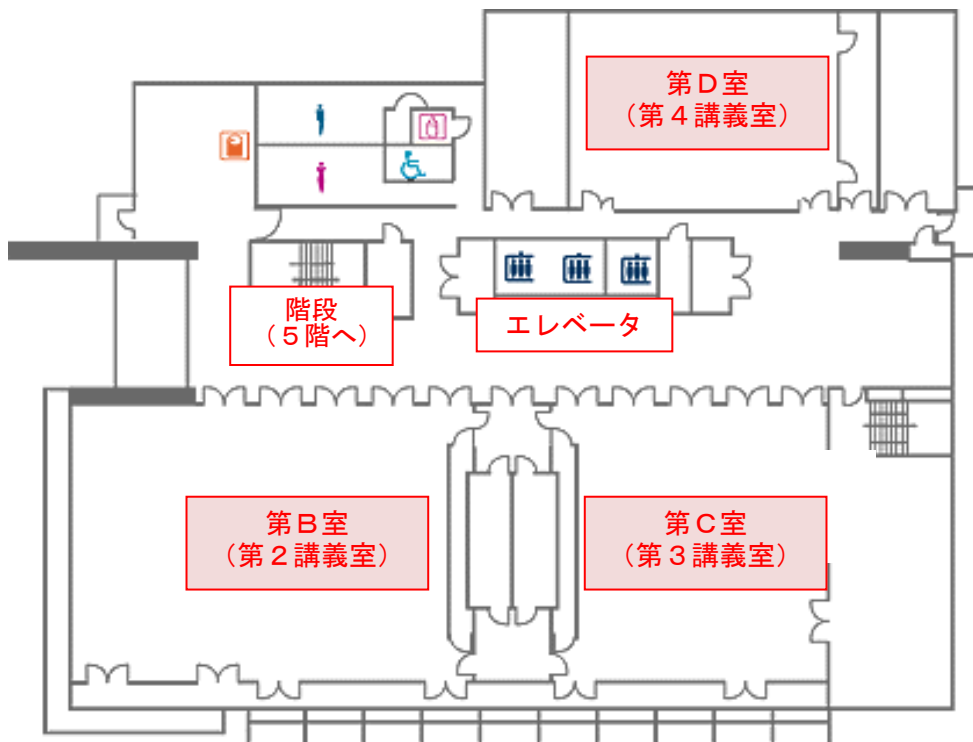 第D室
(第4講義室)
階段
(5階へ)
エレベータ
第B室
(第2講義室)
第C室
(第3講義室)